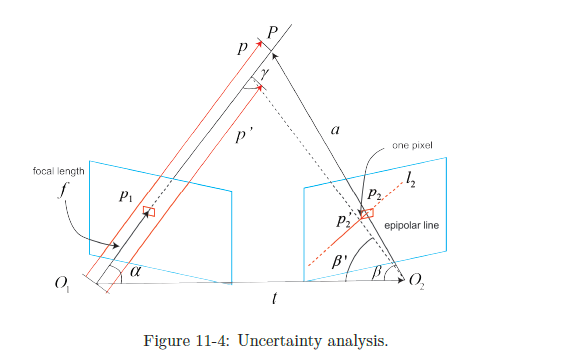 P
p
γ
p'
a
one pixel
focal length
f
P₁
l₂
P₂
P₂'
epipolar line
O₁
α
β'
β
O₂
t
Figure 11-4: Uncertainty analysis.